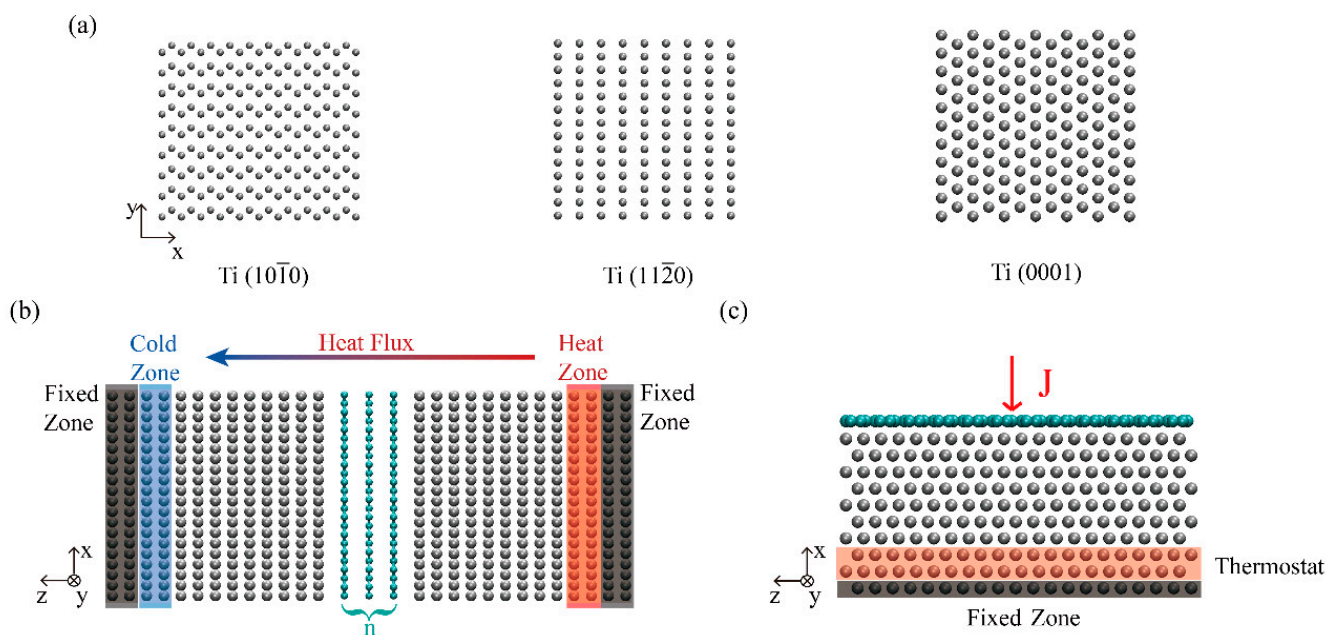 (a)
y
x
Ti (101̅0)
Ti (112̅0)
Ti (0001)
(b)
(c)
Cold
Zone
Heat Flux
Heat
Zone
Fixed
Zone
Fixed
Zone
J
x
z
y
n
x
z
y
Thermostat
Fixed Zone